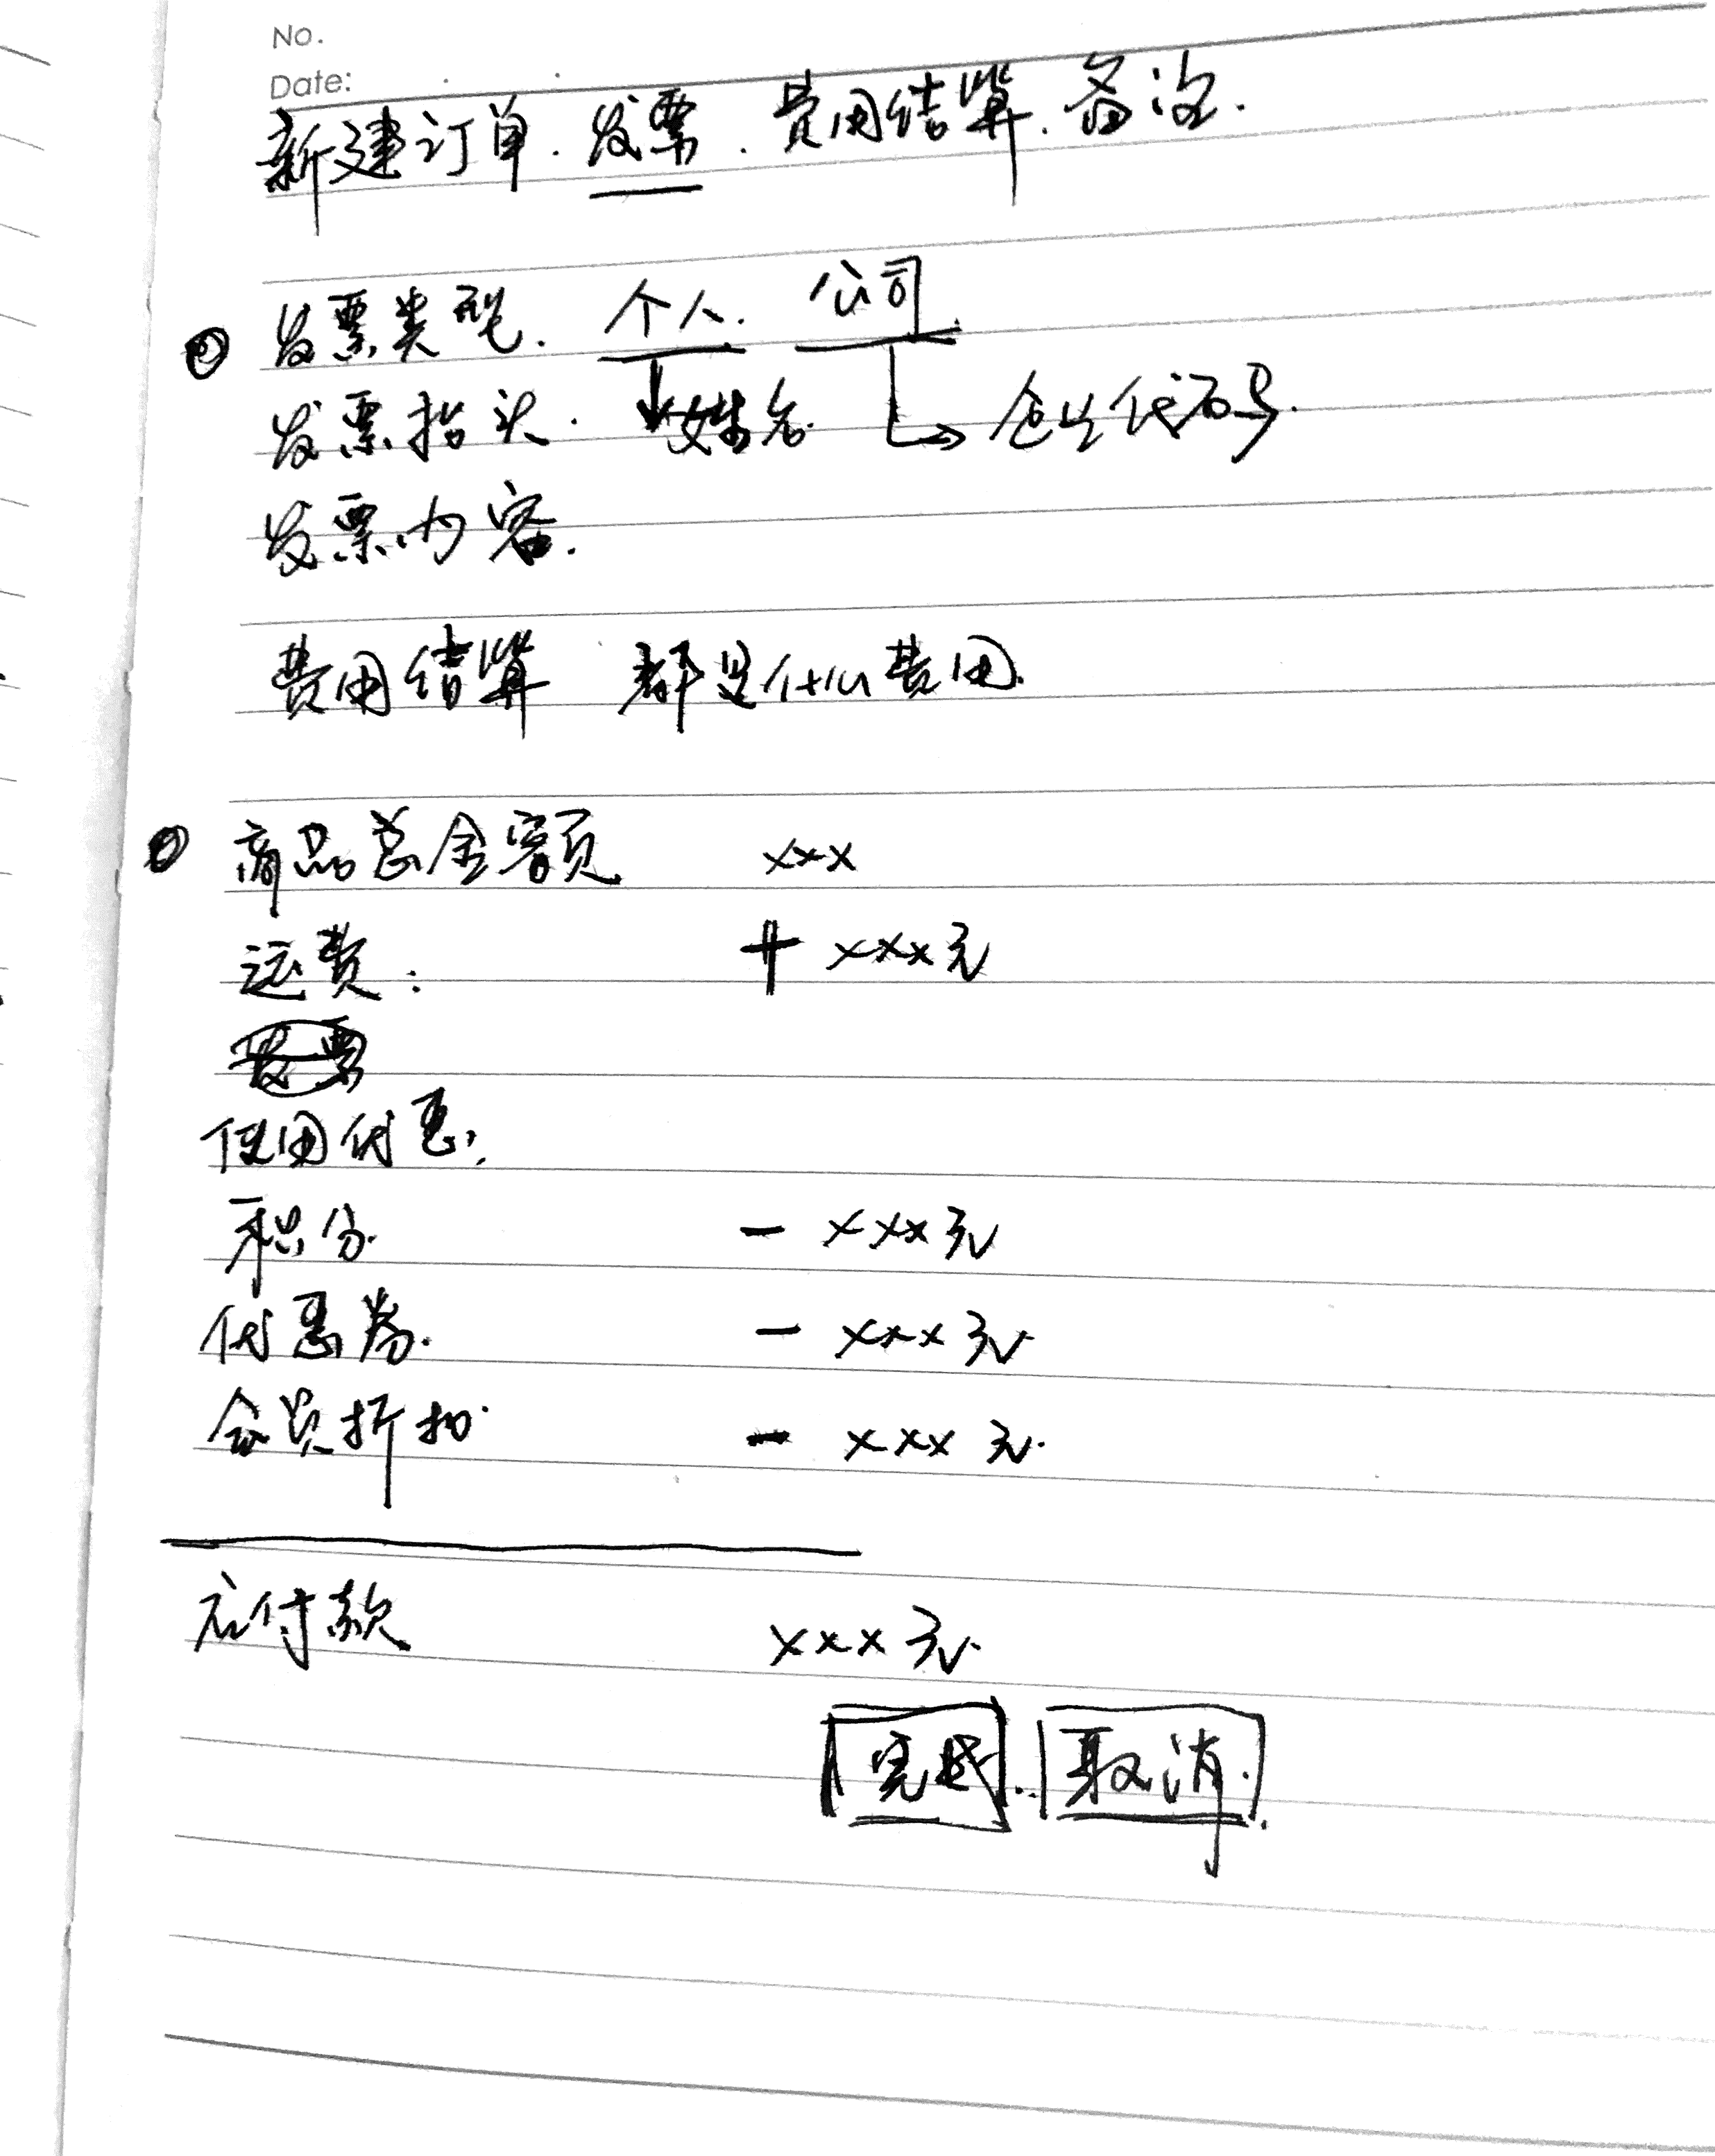 No.
Date:
新建订单. 发票. 费用结算. 备注.
发票类型. 个人. 公司.
发票抬头. 姓名. 企业代码号.
发票内容.
费用结算 都是什么费用.
商品总金额 xxx
运费: + xxx元
发票
使用优惠,
积分. - xxx元
优惠券. - xxx元.
会员折扣. - xxx元.
应付款 xxx元.
完成. 取消.